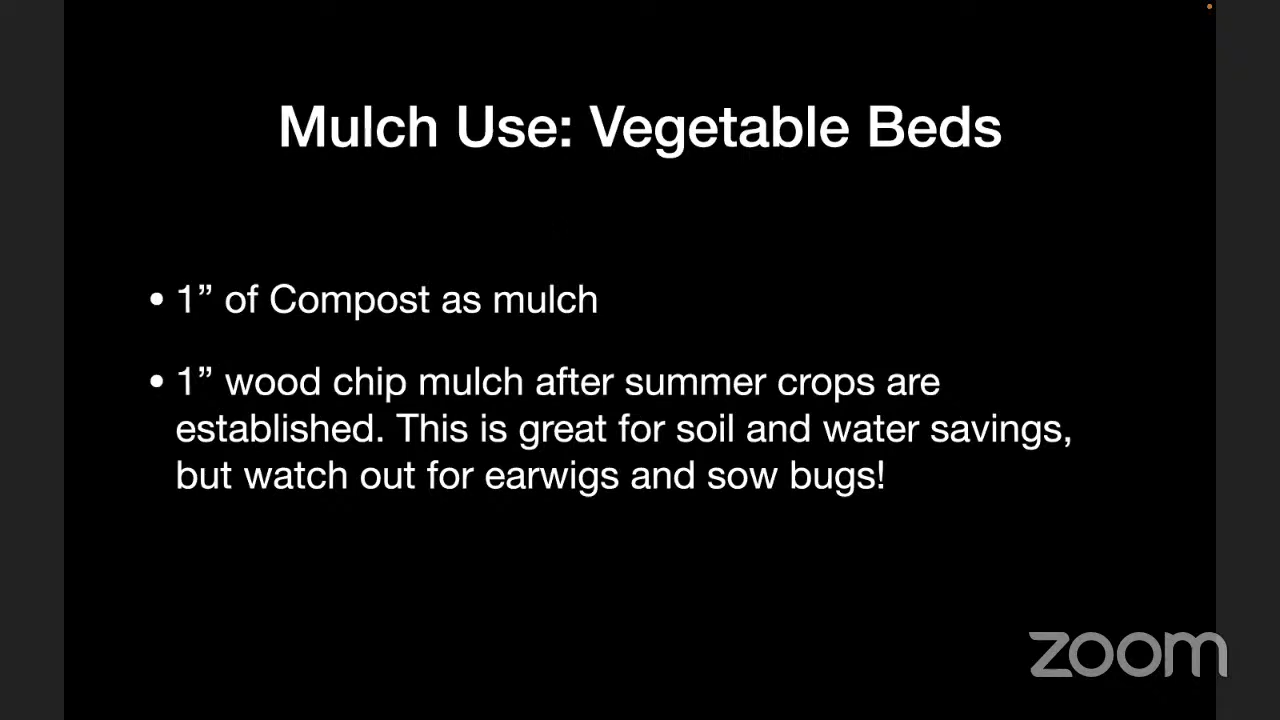 Mulch Use: Vegetable Beds
• 1” of Compost as mulch
• 1” wood chip mulch after summer crops are
established. This is great for soil and water savings,
but watch out for earwigs and sow bugs!
zoom